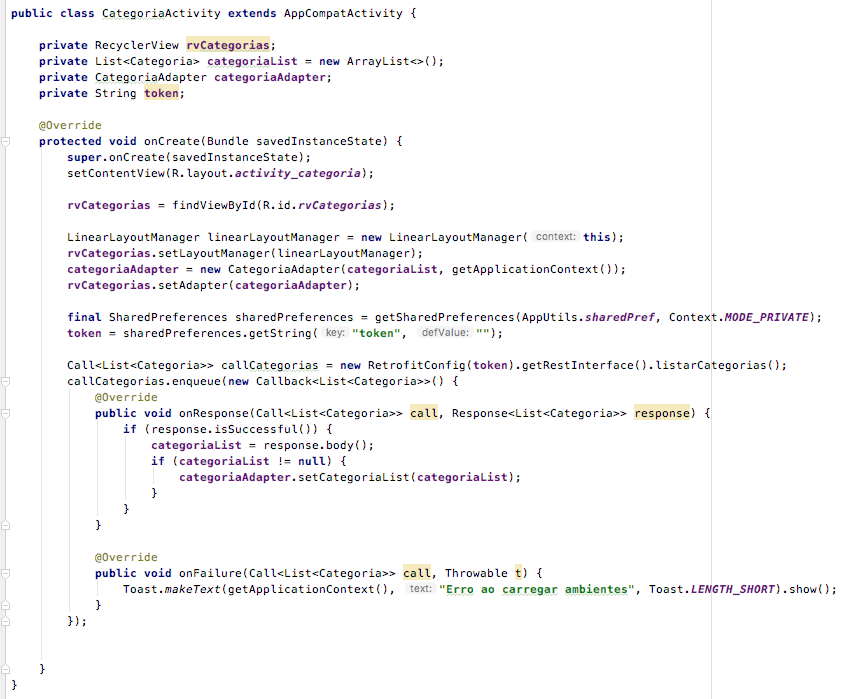 public class CategoriaActivity extends AppCompatActivity {
private RecyclerView rvCategorias;
private List<Categoria> categoriaList = new ArrayList<>();
private CategoriaAdapter categoriaAdapter;
private String token;
@Override
protected void onCreate(Bundle savedInstanceState) {
super.onCreate(savedInstanceState);
setContentView(R.layout.activity_categoria);
rvCategorias = findViewById(R.id.rvCategorias);
LinearLayoutManager linearLayoutManager = new LinearLayoutManager( context: this);
rvCategorias.setLayoutManager(linearLayoutManager);
categoriaAdapter = new CategoriaAdapter(categoriaList, getApplicationContext());
rvCategorias.setAdapter(categoriaAdapter);
final SharedPreferences sharedPreferences = getSharedPreferences(AppUtils.sharedPref, Context.MODE_PRIVATE);
token = sharedPreferences.getString( key: "token", defValue: "");
Call<List<Categoria>> callCategorias = new RetrofitConfig(token).getRestInterface().listarCategorias();
callCategorias.enqueue(new Callback<List<Categoria>>() {
@Override
public void onResponse(Call<List<Categoria>> call, Response<List<Categoria>> response) {
if (response.isSuccessful()) {
categoriaList = response.body();
if (categoriaList != null) {
categoriaAdapter.setCategoriaList(categoriaList);
}
}
}
@Override
public void onFailure(Call<List<Categoria>> call, Throwable t) {
Toast.makeText(getApplicationContext(), text: "Erro ao carregar ambientes", Toast.LENGTH_SHORT).show();
}
});
}
}